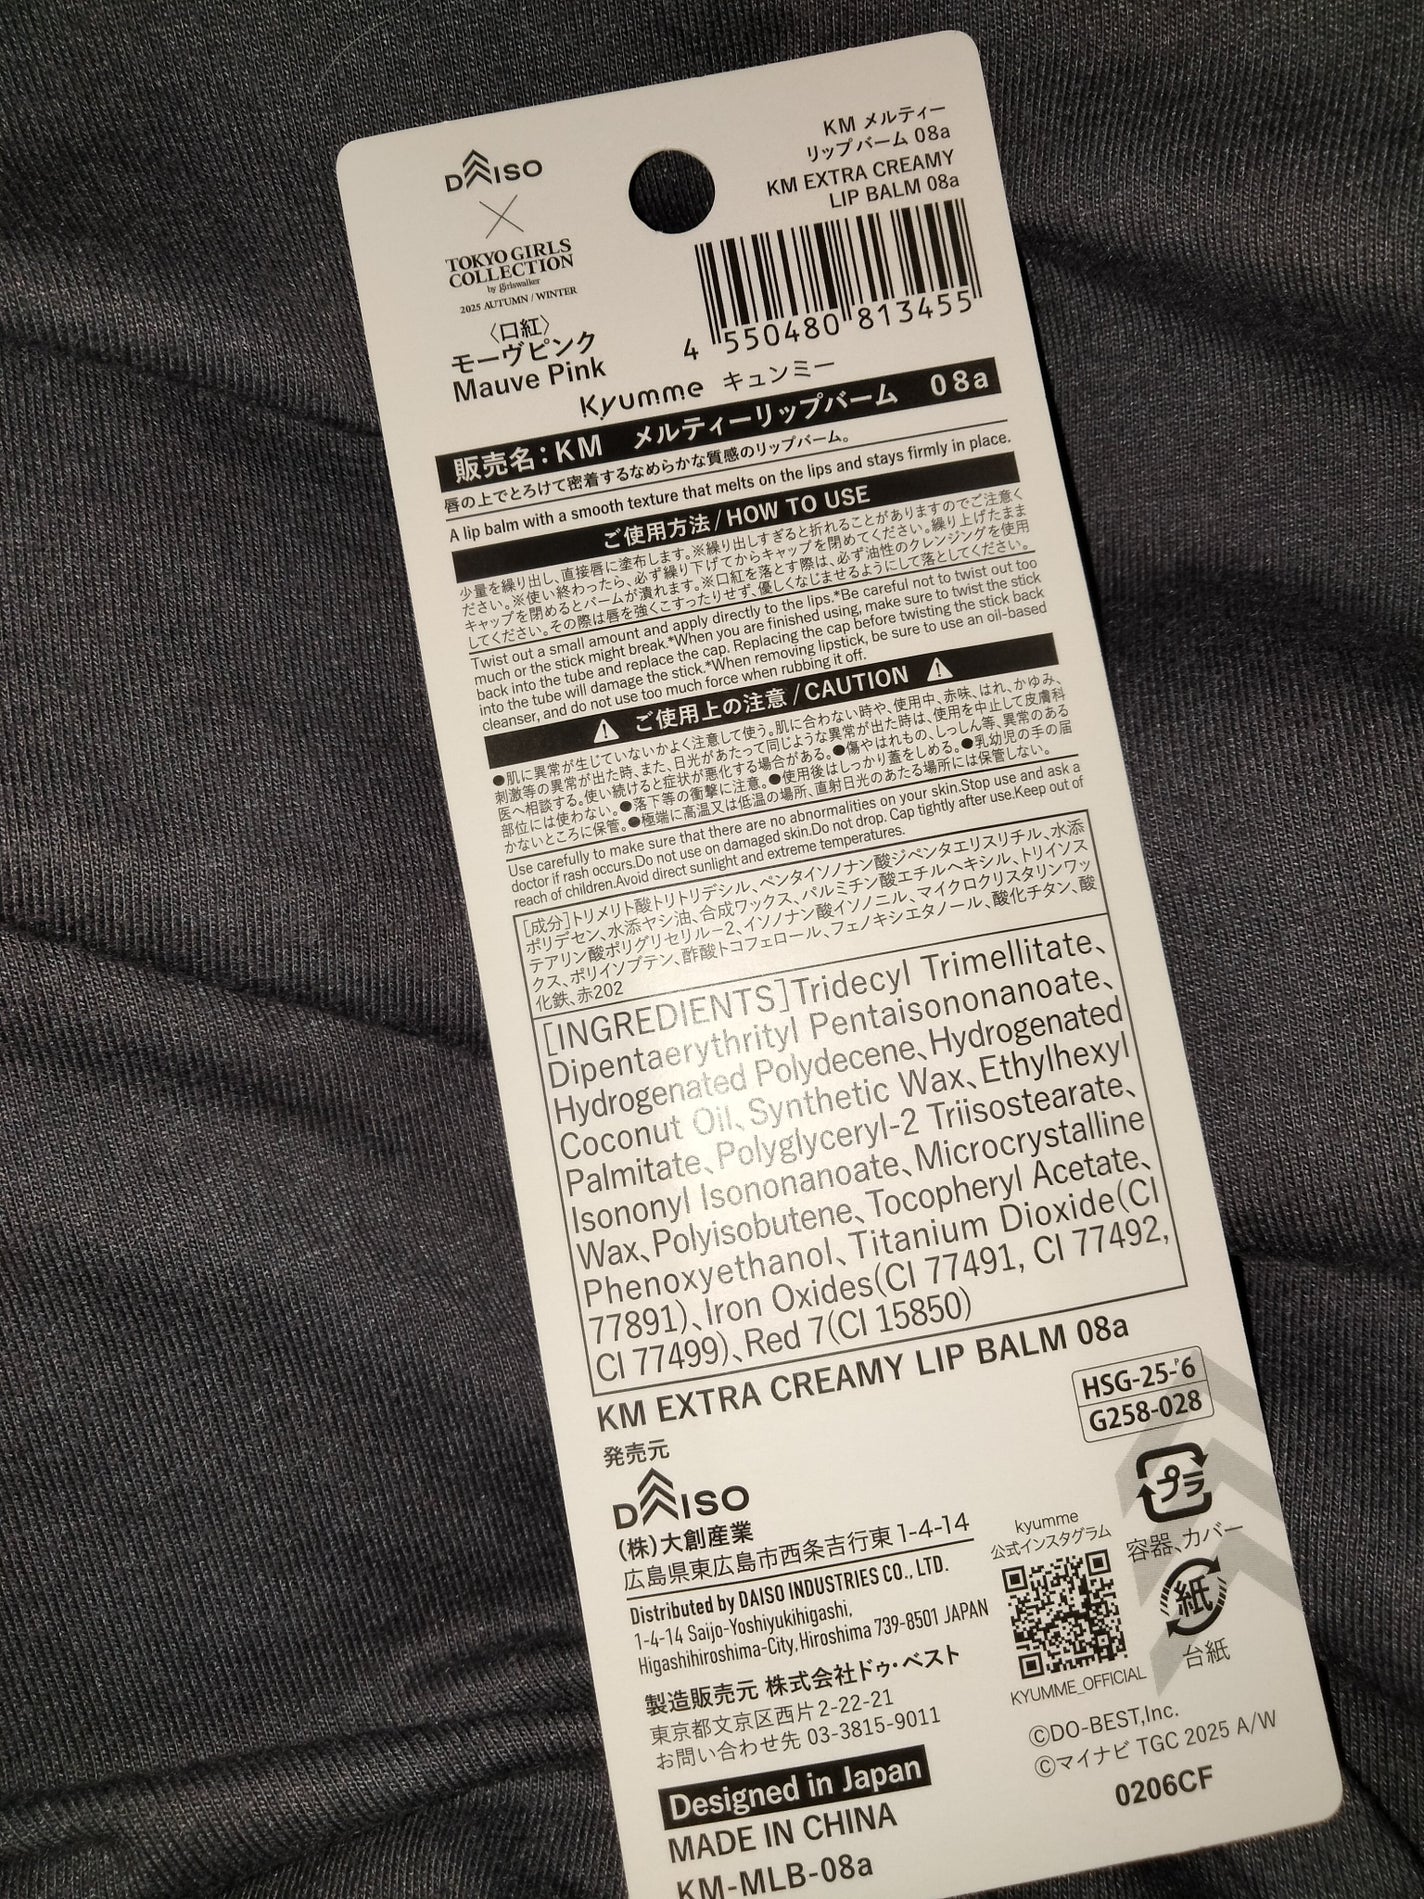 DAISO
×
TOKYO GIRLS
COLLECTION
by girlswalker
2025 AUTUMN / WINTER
〈口紅〉
モーヴピンク
Mauve Pink
KM メルティー
リップバーム 08a
KM EXTRA CREAMY
LIP BALM 08a
4 550480 813455
Kyumme キュンミー
販売名：KM メルティーリップバーム 08a
唇の上でとろけて密着するなめらかな質感のリップバーム。
A lip balm with a smooth texture that melts on the lips and stays firmly in place.
ご使用方法/HOW TO USE
少量を繰り出し、直接唇に塗布します。※繰り出しすぎると折れることがありますのでご注意く
ださい。※使い終わったら、必ず繰り下げてからキャップを閉めてください。繰り上げたまま
キャップを閉めるとバームが潰れます。※口紅を落とす際は、必ず油性のクレンジングを使用
してください。その際は唇を強くこすったりせず、優しくなじませるようにして落としてください。
Twist out a small amount and apply directly to the lips.*Be careful not to twist out too
much or the stick might break.*When you are finished using, make sure to twist the stick
back into the tube and replace the cap. Replacing the cap before twisting the stick back
into the tube will damage the stick.*When removing lipstick, be sure to use an oil-based
cleanser, and do not use too much force when rubbing it off.
⚠ ご使用上の注意/CAUTION ⚠
●肌に異常が生じていないかよく注意して使う。肌に合わない時や、使用中、赤味、はれ、かゆみ、
刺激等の異常が出た時、また、日光があたって同じような異常が出た時は、使用を中止して皮膚科
医へ相談する。使い続けると症状が悪化する場合がある。●傷やはれもの、しっしん等、異常のある
部位には使わない。●落下等の衝撃に注意。●使用後はしっかり蓋をしめる。●乳幼児の手の届
かないところに保管。●極端に高温又は低温の場所、直射日光のあたる場所には保管しない。
Use carefully to make sure that there are no abnormalities on your skin.Stop use and ask a
doctor if rash occurs.Do not use on damaged skin.Do not drop. Cap tightly after use.Keep out of
reach of children.Avoid direct sunlight and extreme temperatures.
[成分]トリメリト酸トリトリデシル、ペンタイソノナン酸ジペンタエリスリチル、水添
ポリデセン、水添ヤシ油、合成ワックス、パルミチン酸エチルヘキシル、トリイソス
テアリン酸ポリグリセリル－2、イソノナン酸イソノニル、マイクロクリスタリンワッ
クス、ポリイソブテン、酢酸トコフェロール、フェノキシエタノール、酸化チタン、酸
化鉄、赤202
[INGREDIENTS]Tridecyl Trimellitate、
Dipentaerythrityl Pentaisononanoate、
Hydrogenated Polydecene、Hydrogenated
Coconut Oil、Synthetic Wax、Ethylhexyl
Palmitate、Polyglyceryl-2 Triisostearate、
Isononyl Isononanoate、Microcrystalline
Wax、Polyisobutene、Tocopheryl Acetate、
Phenoxyethanol、Titanium Dioxide(CI
77891)、Iron Oxides(CI 77491, CI 77492,
CI 77499)、Red 7(CI 15850)
KM EXTRA CREAMY LIP BALM 08a
HSG-25-6
G258-028
発売元
DAISO
(株)大創産業
広島県東広島市西条吉行東 1-4-14
Distributed by DAISO INDUSTRIES CO., LTD.
1-4-14 Saijo-Yoshiyukihigashi,
Higashihiroshima-City, Hiroshima 739-8501 JAPAN
製造販売元 株式会社ドゥ・ベスト
東京都文京区西片 2-22-21
お問い合わせ先 03-3815-9011
Designed in Japan
MADE IN CHINA
KM-MLB-08a
kyumme
公式インスタグラム
KYUMME_OFFICIAL
プラ
容器、カバー
紙
台紙
©DO-BEST,Inc.
©マイナビ TGC 2025 A/W
0206CF